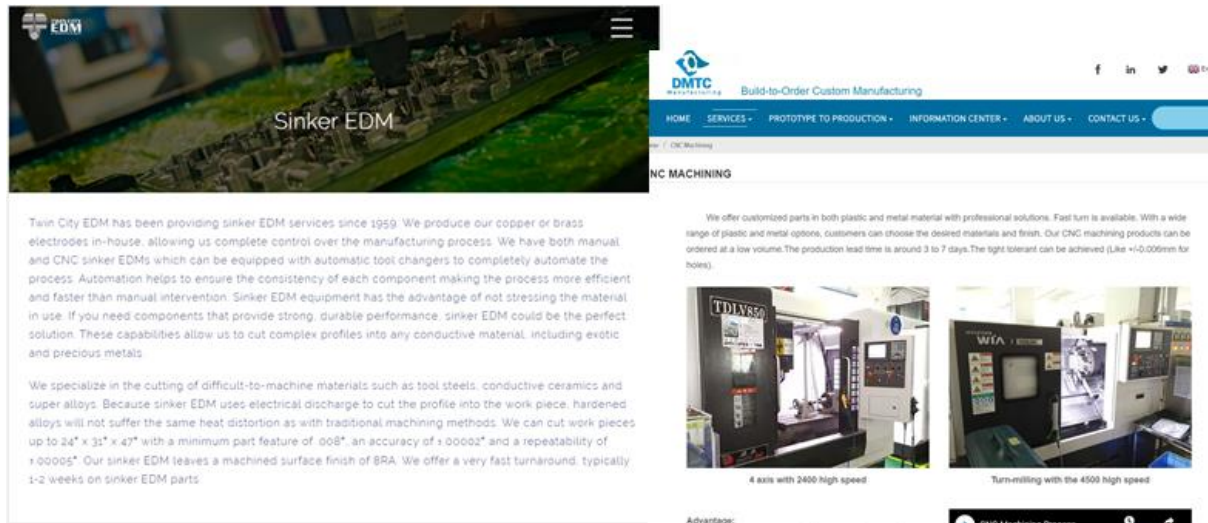 TWIN CITY
EDM
Sinker EDM
Twin City EDM has been providing sinker EDM services since 1959. We produce our copper or brass
electrodes in-house, allowing us complete control over the manufacturing process. We have both manual
and CNC sinker EDMs which can be equipped with automatic tool changers to completely automate the
process. Automation helps to ensure the consistency of each component making the process more efficient
and faster than manual intervention. Sinker EDM equipment has the advantage of not stressing the material
in use. If you need components that provide strong, durable performance, sinker EDM could be the perfect
solution. These capabilities allow us to cut complex profiles into any conductive material, including exotic
and precious metals.
We specialize in the cutting of difficult-to-machine materials such as tool steels, conductive ceramics and
super alloys. Because sinker EDM uses electrical discharge to cut the profile into the work piece, hardened
alloys will not suffer the same heat distortion as with traditional machining methods. We can cut work pieces
up to 24" x 31" x 47" with a minimum part feature of .008", an accuracy of ±.00002" and a repeatability of
±.00005". Our sinker EDM leaves a machined surface finish of 8RA. We offer a very fast turnaround, typically
1-2 weeks on sinker EDM parts.
DMTC
Manufacturing
Build-to-Order Custom Manufacturing
HOME SERVICES PROTOTYPE TO PRODUCTION INFORMATION CENTER ABOUT US CONTACT US
/ CNC Machining
NC MACHINING
We offer customized parts in both plastic and metal material with professional solutions. Fast turn is available. With a wide
range of plastic and metal options, customers can choose the desired materials and finish. Our CNC machining products can be
ordered at a low volume.The production lead time is around 3 to 7 days.The tight tolerant can be achieved (Like +/-0.006mm for
holes).
TDLV850
WIA
4 axis with 2400 high speed
Turn-milling with the 4500 high speed
Advantage: